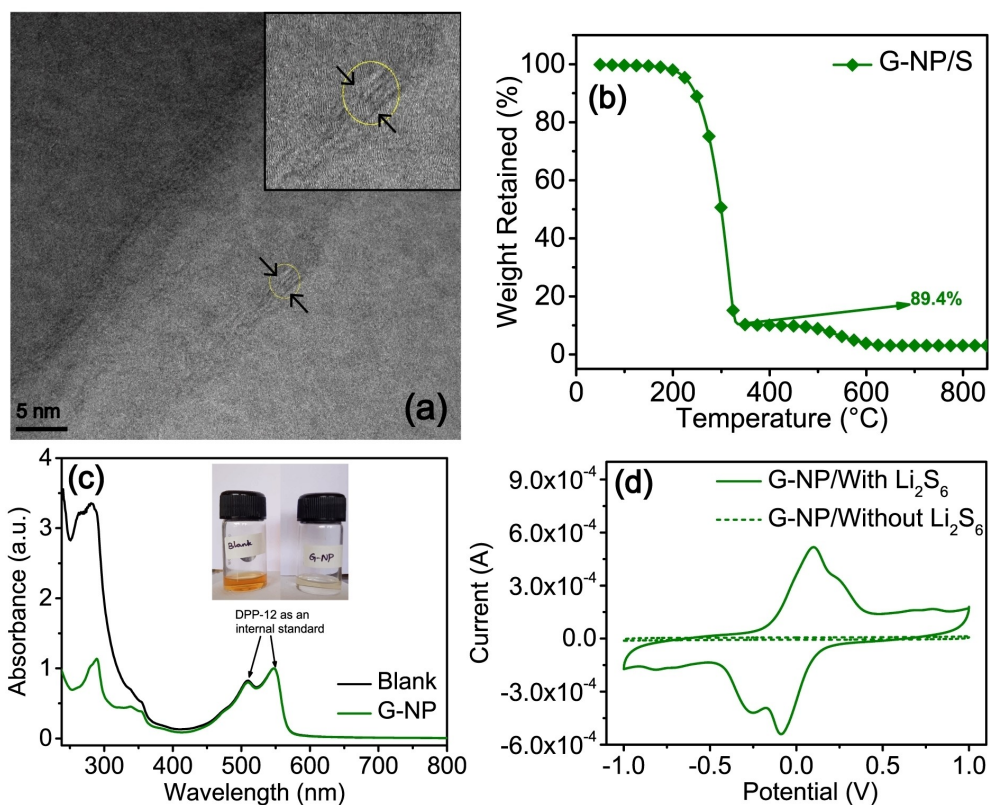 5 nm
(a)
G-NP/S
(b)
100
80
60
40
20
0
Weight Retained (%)
89.4%
0
200
400
600
800
Temperature (°C)
(c)
4
3
2
1
0
Absorbance (a.u.)
Blank
G-NP
DPP-12 as an
internal standard
Blank
G-NP
300
400
500
600
700
800
Wavelength (nm)
(d)
G-NP/With Li₂S₆
G-NP/Without Li₂S₆
9.0x10⁻⁴
6.0x10⁻⁴
3.0x10⁻⁴
0.0
-3.0x10⁻⁴
-6.0x10⁻⁴
Current (A)
-1.0
-0.5
0.0
0.5
1.0
Potential (V)